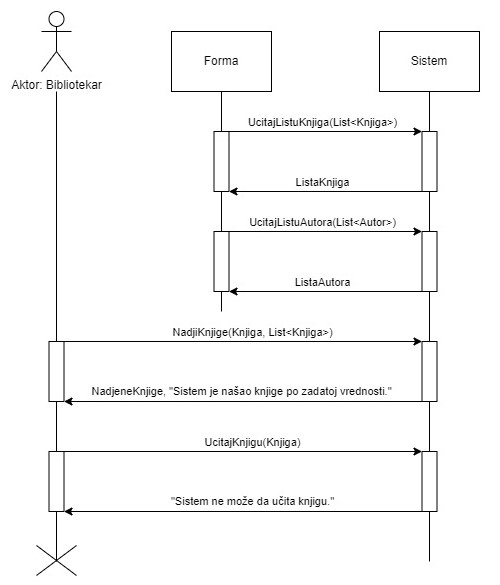 Forma
Sistem
Aktor: Bibliotekar
UcitajListuKnjiga(List<Knjiga>)
ListaKnjiga
UcitajListuAutora(List<Autor>)
ListaAutora
NadjiKnjige(Knjiga, List<Knjiga>)
NadjeneKnjige, "Sistem je našao knjige po zadatoj vrednosti."
UcitajKnjigu(Knjiga)
"Sistem ne može da učita knjigu."